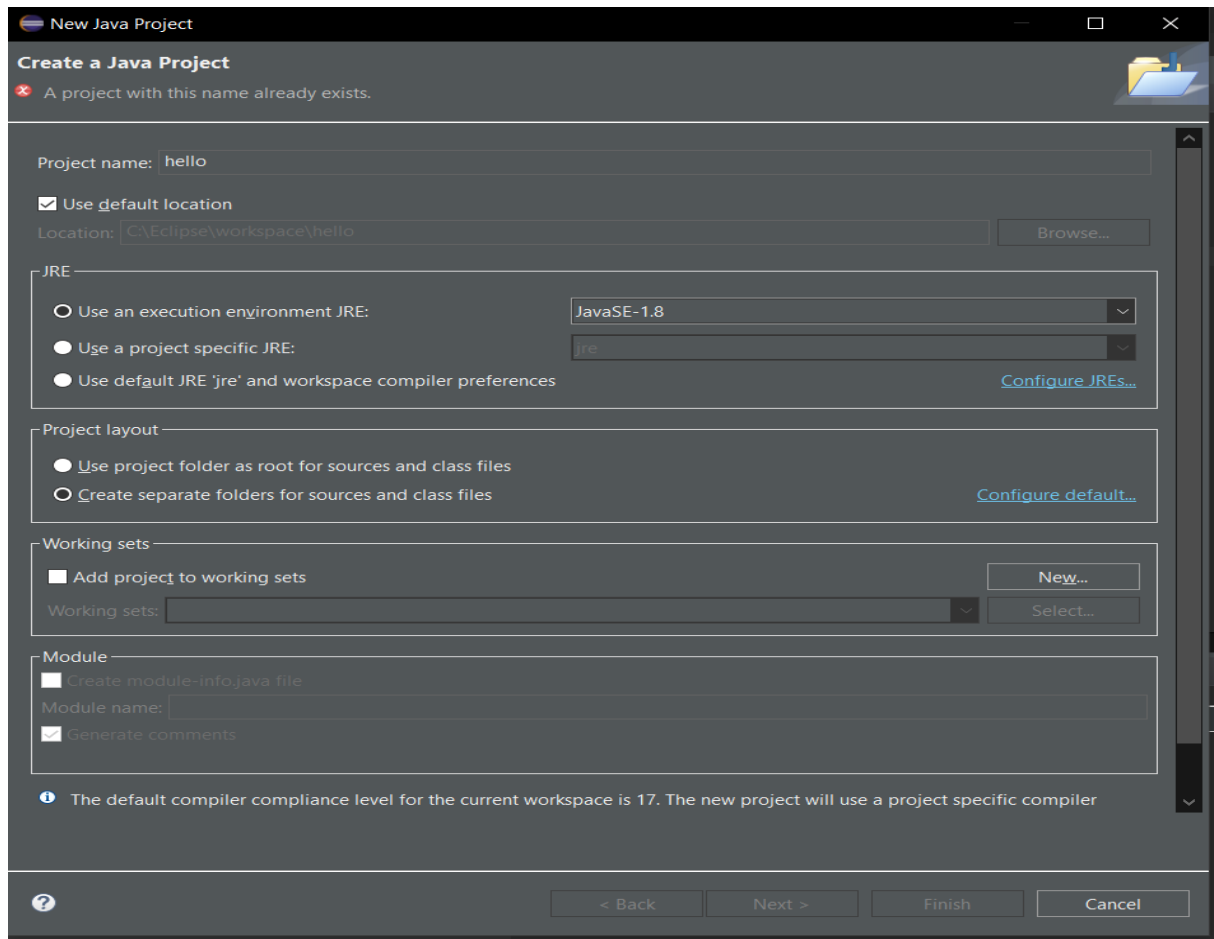 New Java Project
Create a Java Project
A project with this name already exists.
Project name: hello
Use default location
Location: C:\Eclipse\workspace\hello Browse...
JRE
Use an execution environment JRE: JavaSE-1.8
Use a project specific JRE: jre
Use default JRE 'jre' and workspace compiler preferences Configure JREs...
Project layout
Use project folder as root for sources and class files
Create separate folders for sources and class files Configure default...
Working sets
Add project to working sets New...
Working sets: Select...
Module
Create module-info.java file
Module name:
Generate comments
The default compiler compliance level for the current workspace is 17. The new project will use a project specific compiler
? < Back Next > Finish Cancel